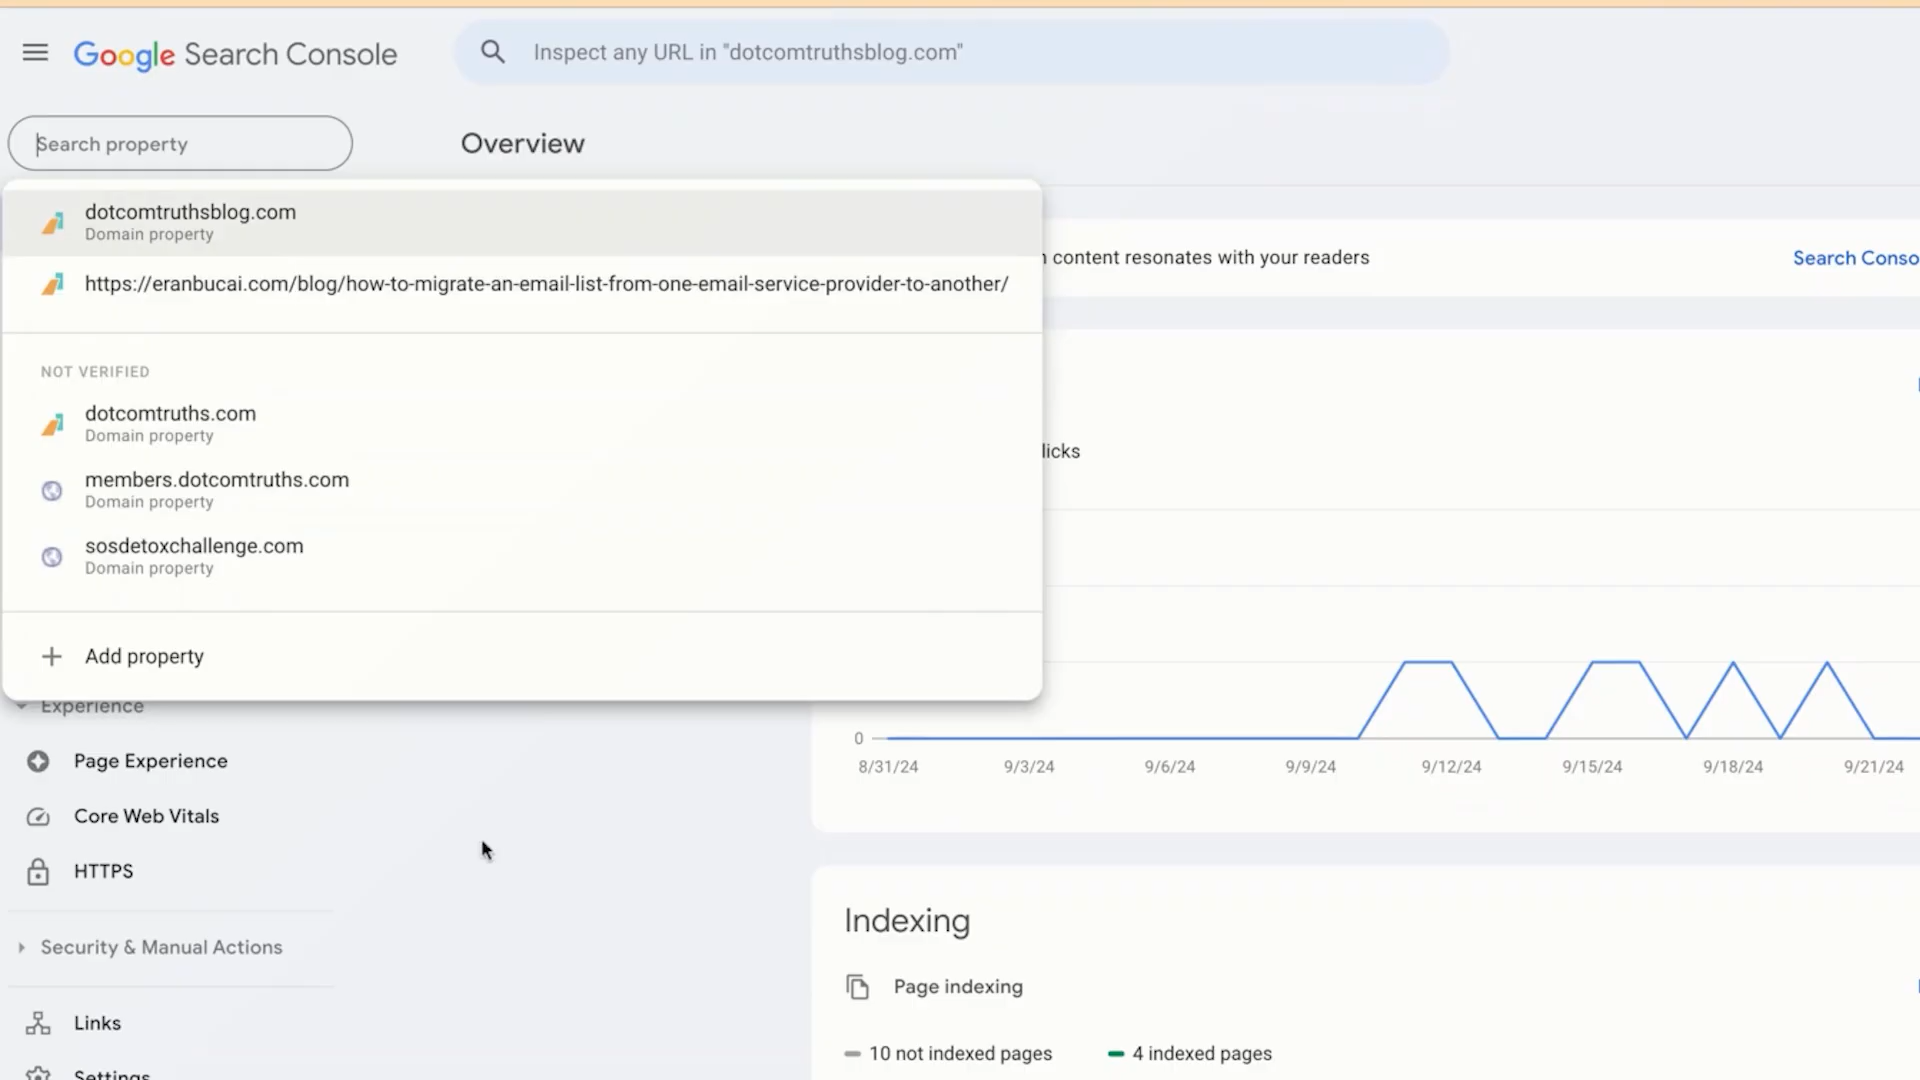 Google Search Console
Inspect any URL in "dotcomtruthsblog.com"
Search property
Overview
dotcomtruthsblog.com
Domain property
https://eranbucai.com/blog/how-to-migrate-an-email-list-from-one-email-service-provider-to-another/
NOT VERIFIED
dotcomtruths.com
Domain property
members.dotcomtruths.com
Domain property
sosdetoxchallenge.com
Domain property
Add property
content resonates with your readers
Search Conso
licks
Experience
Page Experience
Core Web Vitals
HTTPS
Security & Manual Actions
Links
Settings
0
8/31/24 9/3/24 9/6/24 9/9/24 9/12/24 9/15/24 9/18/24 9/21/24
Indexing
Page indexing
10 not indexed pages 4 indexed pages